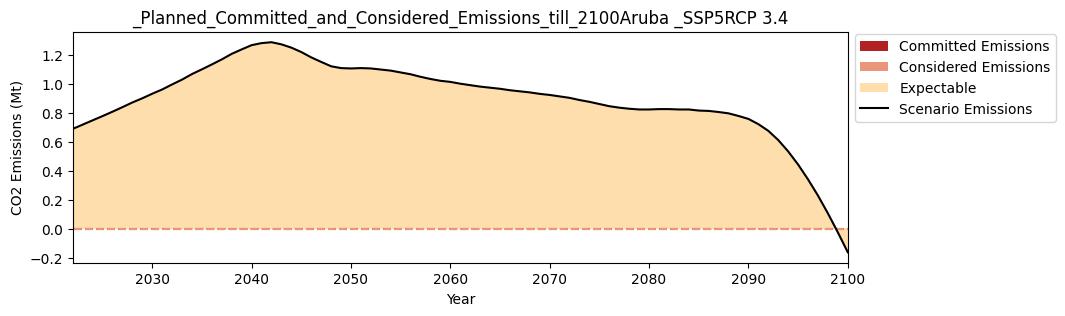 _Planned_Committed_and_Considered_Emissions_till_2100Aruba _SSP5RCP 3.4
Committed Emissions
Considered Emissions
Expectable
Scenario Emissions
CO2 Emissions (Mt)
1.2
1.0
0.8
0.6
0.4
0.2
0.0
−0.2
2030 2040 2050 2060 2070 2080 2090 2100
Year